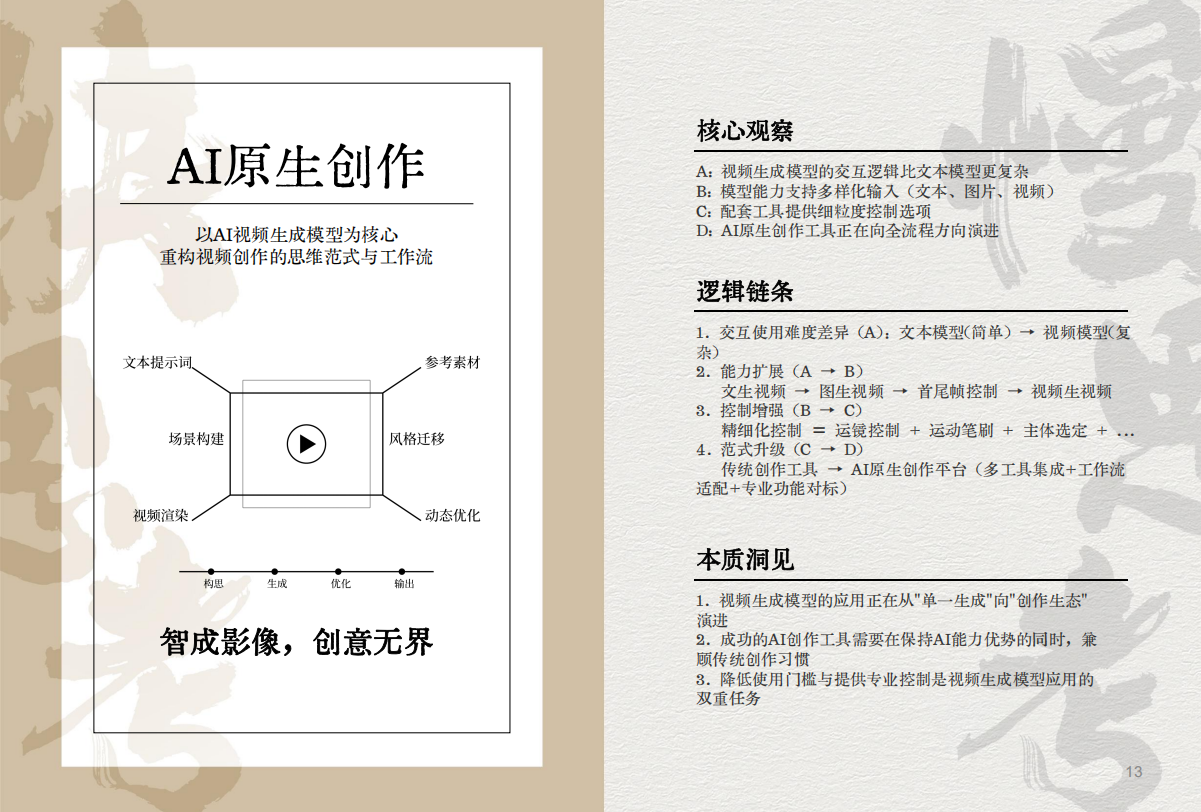 快思考
AI原生创作
以AI视频生成模型为核心
重构视频创作的思维范式与工作流
文本提示词
参考素材
场景构建
风格迁移
视频渲染
动态优化
构思
生成
优化
输出
智成影像，创意无界
慢思考
核心观察
A: 视频生成模型的交互逻辑比文本模型更复杂
B: 模型能力支持多样化输入（文本、图片、视频）
C: 配套工具提供细粒度控制选项
D: AI原生创作工具正在向全流程方向演进
逻辑链条
1. 交互使用难度差异（A）：文本模型(简单) → 视频模型(复
杂)
2. 能力扩展（A → B）
文生视频 → 图生视频 → 首尾帧控制 → 视频生视频
3. 控制增强（B → C）
精细化控制 = 运镜控制 + 运动笔刷 + 主体选定 + ...
4. 范式升级（C → D）
传统创作工具 → AI原生创作平台（多工具集成+工作流
适配+专业功能对标）
本质洞见
1. 视频生成模型的应用正在从"单一生成"向"创作生态"
演进
2. 成功的AI创作工具需要在保持AI能力优势的同时，兼
顾传统创作习惯
3. 降低使用门槛与提供专业控制是视频生成模型应用的
双重任务
13